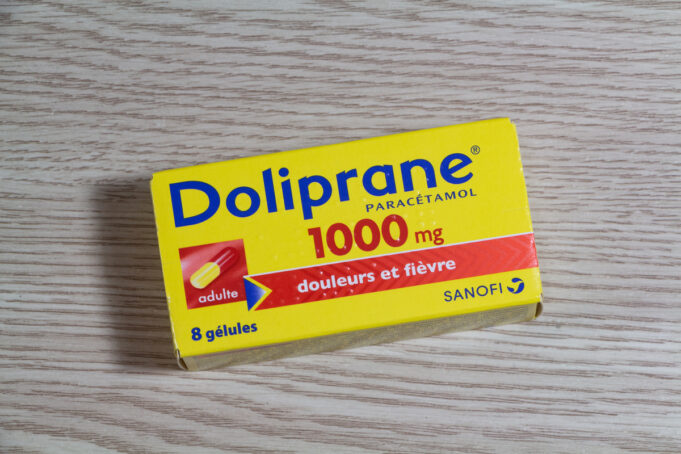 Doliprane®
PARACÉTAMOL
1000 mg
douleurs et fièvre
adulte
SANOFI
8 gélules